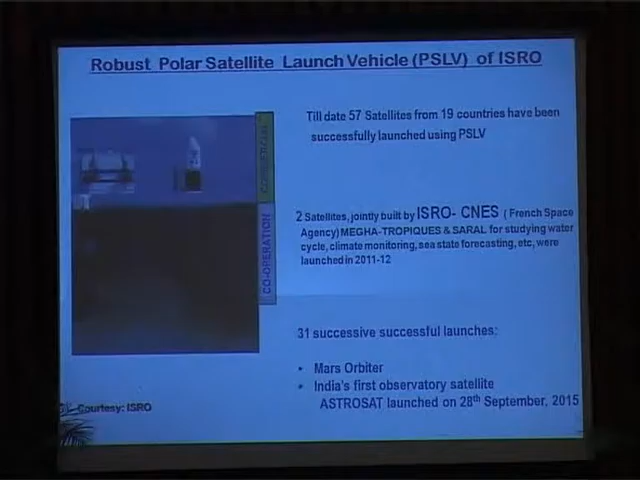 Robust Polar Satellite Launch Vehicle (PSLV) of ISRO
Till date 57 Satellites from 19 countries have been
successfully launched using PSLV
2 Satellites, jointly built by ISRO- CNES ( French Space
Agency) MEGHA-TROPIQUES & SARAL for studying water
cycle, climate monitoring, sea state forecasting, etc, were
launched in 2011-12
CO-OPERATION
31 successive successful launches:
• Mars Orbiter
• India's first observatory satellite
ASTROSAT launched on 28th September, 2015
Courtesy: ISRO